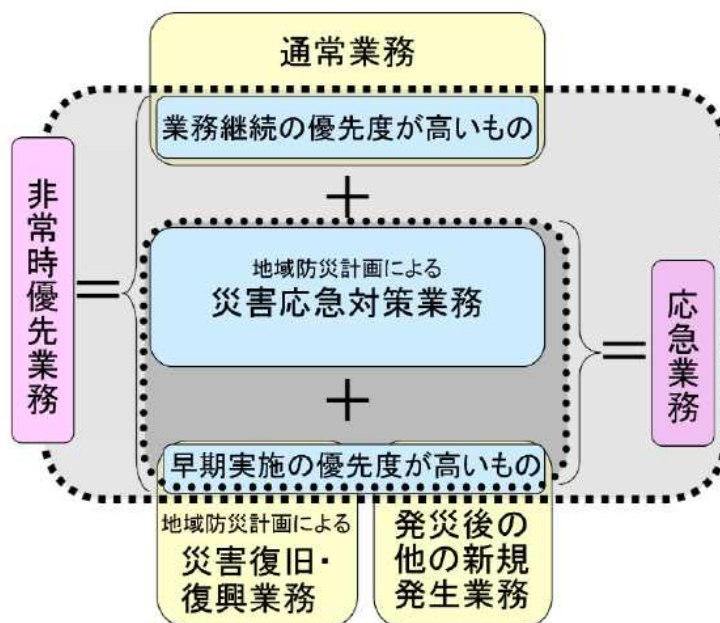 通常業務
業務継続の優先度が高いもの
＋
非常時優先業務
＝
地域防災計画による
災害応急対策業務
＝
応急業務
＋
早期実施の優先度が高いもの
地域防災計画による
災害復旧・
復興業務
発災後の
他の新規
発生業務